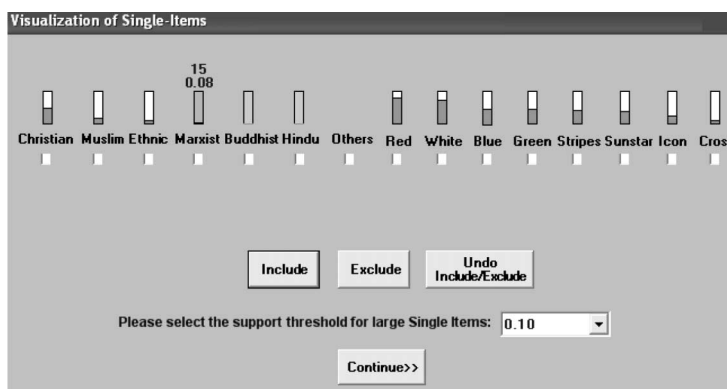 Visualization of Single-Items
15
0.08
Christian Muslim Ethnic Marxist Buddhist Hindu Others Red White Blue Green Stripes Sunstar Icon Cros
Include Exclude Undo
Include/Exclude
Please select the support threshold for large Single Items: 0.10
Continue>>